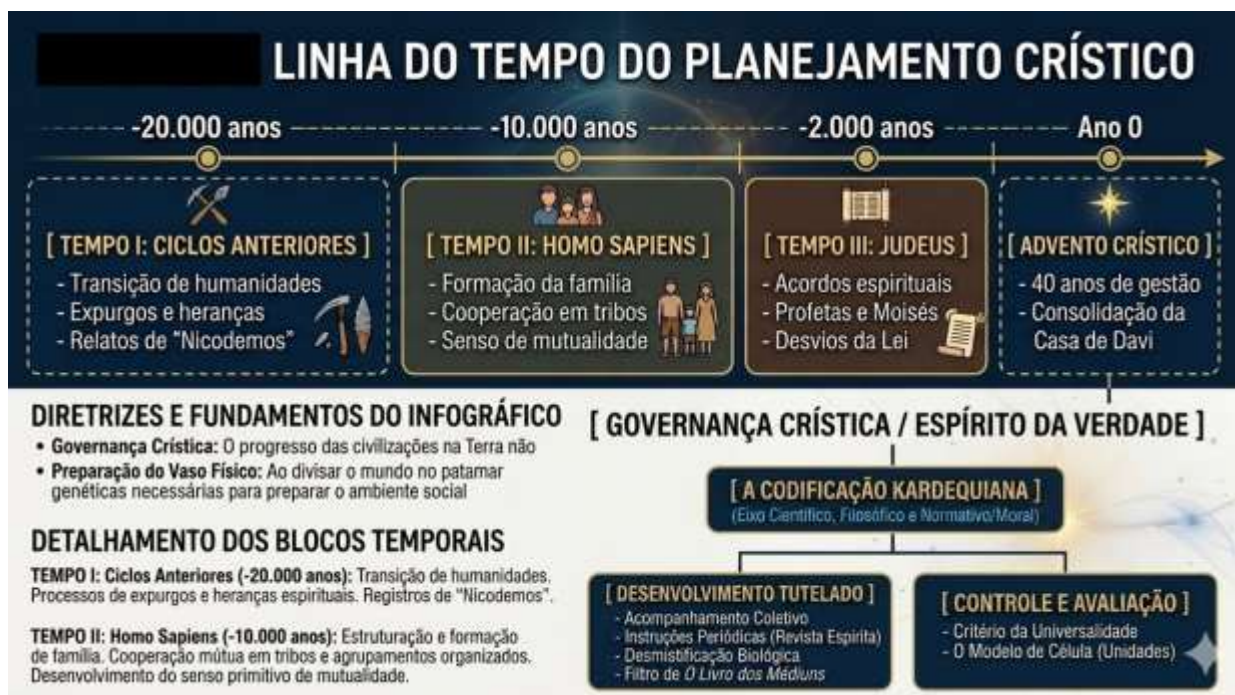 LINHA DO TEMPO DO PLANEJAMENTO CRÍSTICO
-20.000 anos
-10.000 anos
-2.000 anos
Ano 0
[ TEMPO I: CICLOS ANTERIORES ]
- Transição de humanidades
- Expurgos e heranças
- Relatos de “Nicodemos”
[ TEMPO II: HOMO SAPIENS ]
- Formação da família
- Cooperação em tribos
- Senso de mutualidade
[ TEMPO III: JUDEUS ]
- Acordos espirituais
- Profetas e Moisés
- Desvios da Lei
[ ADVENTO CRÍSTICO ]
- 40 anos de gestão
- Consolidação da
Casa de Davi
DIRETRIZES E FUNDAMENTOS DO INFOGRÁFICO
• Governança Crística: O progresso das civilizações na Terra não
• Preparação do Vaso Físico: Ao divisar o mundo no patamar
genéticas necessárias para preparar o ambiente social
DETALHAMENTO DOS BLOCOS TEMPORAIS
TEMPO I: Ciclos Anteriores (-20.000 anos): Transição de humanidades.
Processos de expurgos e heranças espirituais. Registros de “Nicodemos”.
TEMPO II: Homo Sapiens (-10.000 anos): Estruturação e formação
de família. Cooperação mútua em tribos e agrupamentos organizados.
Desenvolvimento do senso primitivo de mutualidade.
[ GOVERNANÇA CRÍSTICA / ESPÍRITO DA VERDADE ]
[ A CODIFICAÇÃO KARDEQUIANA ]
(Eixo Científico, Filosófico e Normativo/Moral)
[ DESENVOLVIMENTO TUTELADO ]
- Acompanhamento Coletivo
- Instruções Periódicas (Revista Espírita)
- Desmistificação Biológica
- Filtro de O Livro dos Médiuns
[ CONTROLE E AVALIAÇÃO ]
- Critério da Universalidade
- O Modelo de Célula (Unidades)